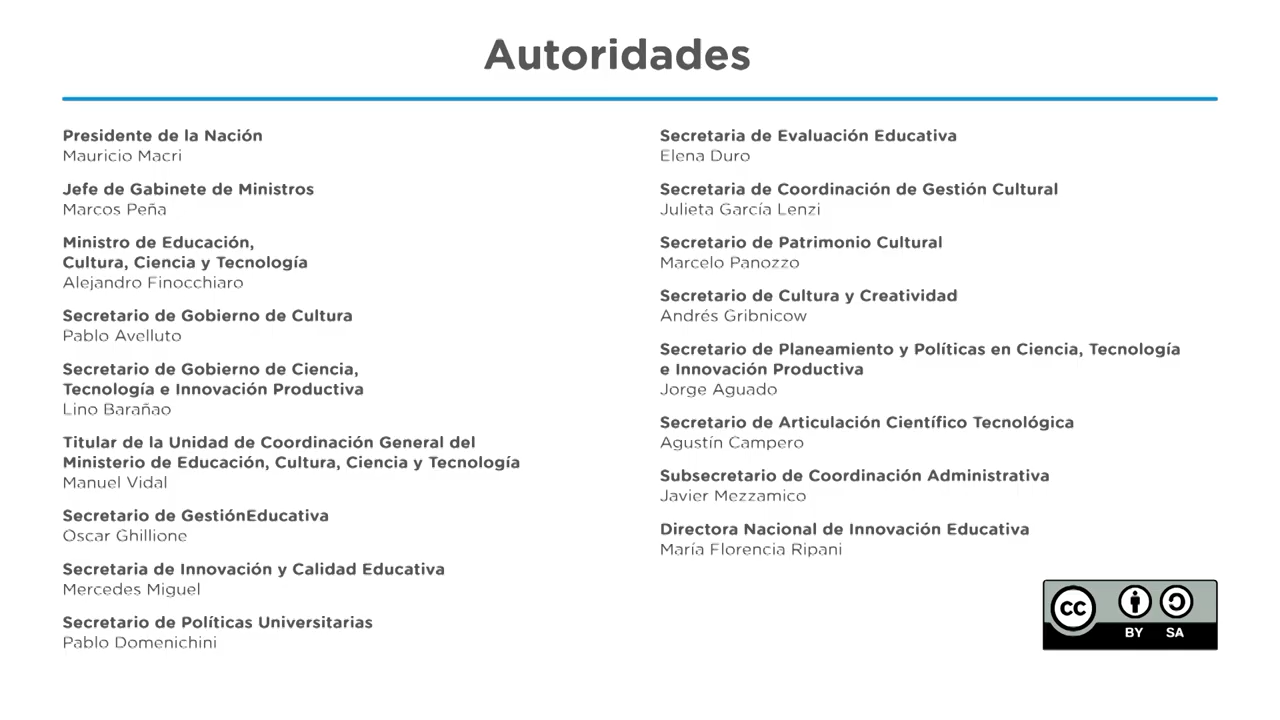 Autoridades
Presidente de la Nación
Mauricio Macri
Jefe de Gabinete de Ministros
Marcos Peña
Ministro de Educación,
Cultura, Ciencia y Tecnología
Alejandro Finocchiaro
Secretario de Gobierno de Cultura
Pablo Avelluto
Secretario de Gobierno de Ciencia,
Tecnología e Innovación Productiva
Lino Barañao
Titular de la Unidad de Coordinación General del
Ministerio de Educación, Cultura, Ciencia y Tecnología
Manuel Vidal
Secretario de GestiónEducativa
Oscar Ghillione
Secretaria de Innovación y Calidad Educativa
Mercedes Miguel
Secretario de Políticas Universitarias
Pablo Domenichini
Secretaria de Evaluación Educativa
Elena Duro
Secretaria de Coordinación de Gestión Cultural
Julieta García Lenzi
Secretario de Patrimonio Cultural
Marcelo Panozzo
Secretario de Cultura y Creatividad
Andrés Gribnicow
Secretario de Planeamiento y Políticas en Ciencia, Tecnología
e Innovación Productiva
Jorge Aguado
Secretario de Articulación Científico Tecnológica
Agustín Campero
Subsecretario de Coordinación Administrativa
Javier Mezzamico
Directora Nacional de Innovación Educativa
María Florencia Ripani
cc
BY SA